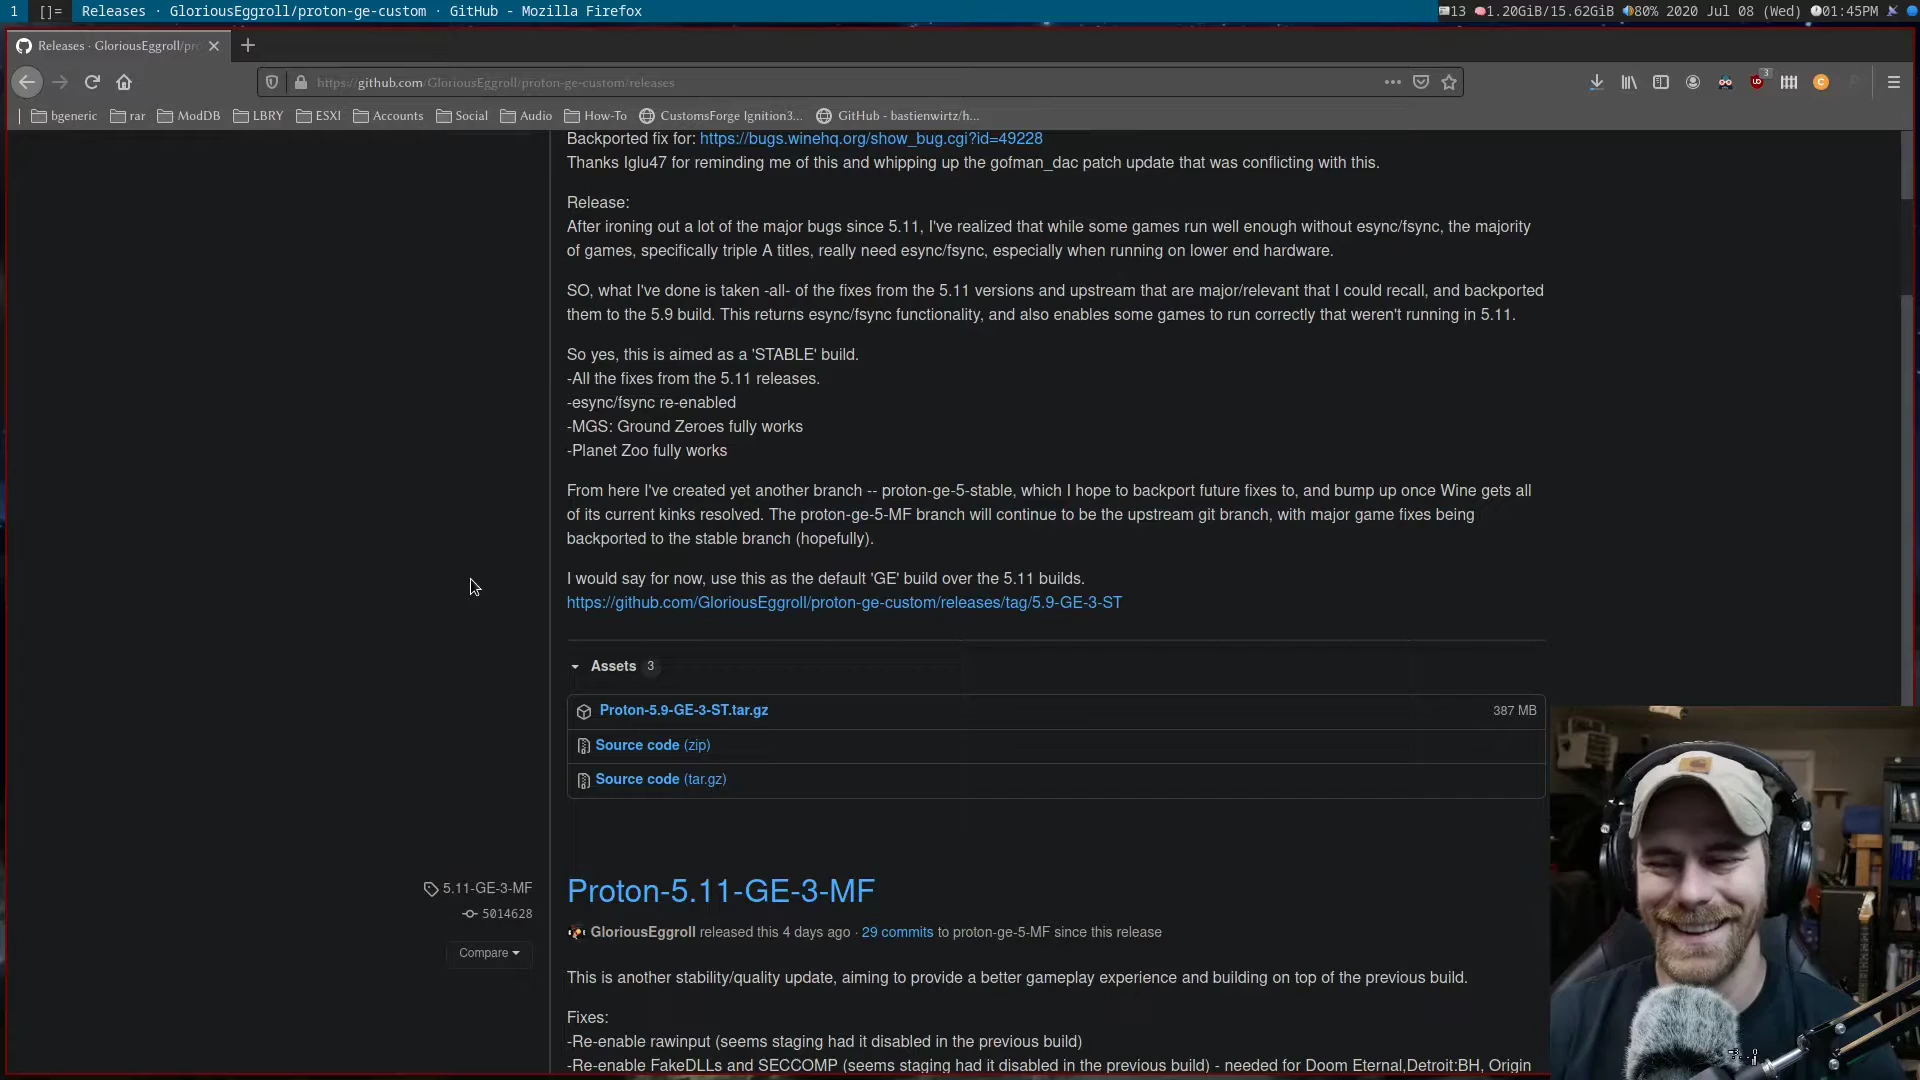 1 []= Releases · GloriousEggroll/proton-ge-custom · GitHub - Mozilla Firefox 13 1.20GiB/15.62GiB 80% 2020 Jul 08 (Wed) 01:45PM
Releases · GloriousEggroll/pr
https://github.com/GloriousEggroll/proton-ge-custom/releases 3
bgeneric rar ModDB LBRY ESXI Accounts Social Audio How-To CustomsForge Ignition3... GitHub - bastienwirtz/h...
Backported fix for: https://bugs.winehq.org/show_bug.cgi?id=49228
Thanks Iglu47 for reminding me of this and whipping up the gofman_dac patch update that was conflicting with this.
Release:
After ironing out a lot of the major bugs since 5.11, I've realized that while some games run well enough without esync/fsync, the majority
of games, specifically triple A titles, really need esync/fsync, especially when running on lower end hardware.
SO, what I've done is taken -all- of the fixes from the 5.11 versions and upstream that are major/relevant that I could recall, and backported
them to the 5.9 build. This returns esync/fsync functionality, and also enables some games to run correctly that weren't running in 5.11.
So yes, this is aimed as a 'STABLE' build.
-All the fixes from the 5.11 releases.
-esync/fsync re-enabled
-MGS: Ground Zeroes fully works
-Planet Zoo fully works
From here I've created yet another branch -- proton-ge-5-stable, which I hope to backport future fixes to, and bump up once Wine gets all
of its current kinks resolved. The proton-ge-5-MF branch will continue to be the upstream git branch, with major game fixes being
backported to the stable branch (hopefully).
I would say for now, use this as the default 'GE' build over the 5.11 builds.
https://github.com/GloriousEggroll/proton-ge-custom/releases/tag/5.9-GE-3-ST
Assets 3
Proton-5.9-GE-3-ST.tar.gz 387 MB
Source code (zip)
Source code (tar.gz)
5.11-GE-3-MF
5014628
Compare
Proton-5.11-GE-3-MF
GloriousEggroll released this 4 days ago · 29 commits to proton-ge-5-MF since this release
This is another stability/quality update, aiming to provide a better gameplay experience and building on top of the previous build.
Fixes:
-Re-enable rawinput (seems staging had it disabled in the previous build)
-Re-enable FakeDLLs and SECCOMP (seems staging had it disabled in the previous build) - needed for Doom Eternal,Detroit:BH, Origin